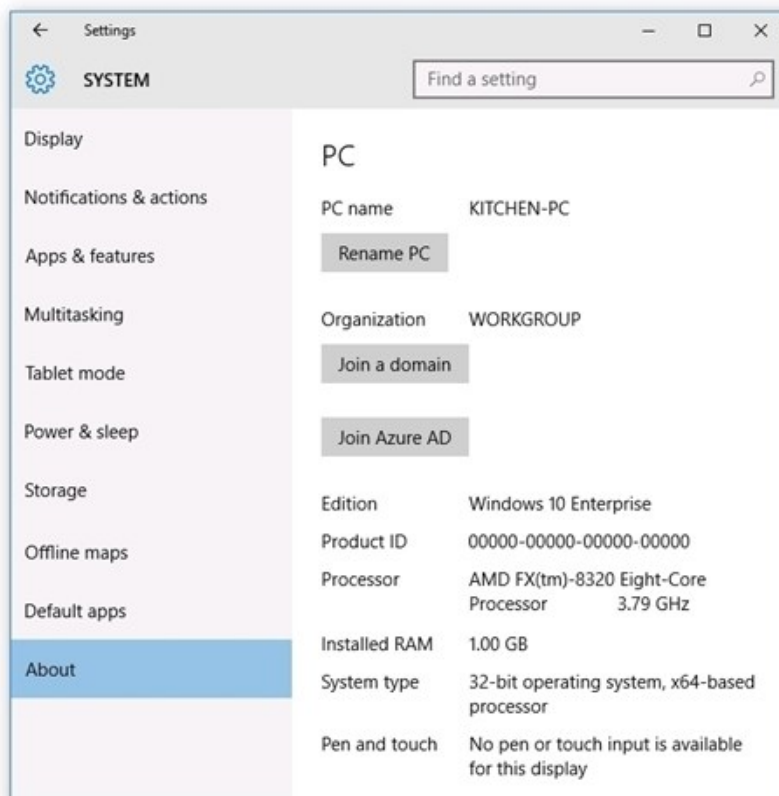 Settings
SYSTEM
Find a setting
Display
Notifications & actions
Apps & features
Multitasking
Tablet mode
Power & sleep
Storage
Offline maps
Default apps
About
PC
PC name KITCHEN-PC
Rename PC
Organization WORKGROUP
Join a domain
Join Azure AD
Edition Windows 10 Enterprise
Product ID 00000-00000-00000-00000
Processor AMD FX(tm)-8320 Eight-Core
Processor 3.79 GHz
Installed RAM 1.00 GB
System type 32-bit operating system, x64-based
processor
Pen and touch No pen or touch input is available
for this display